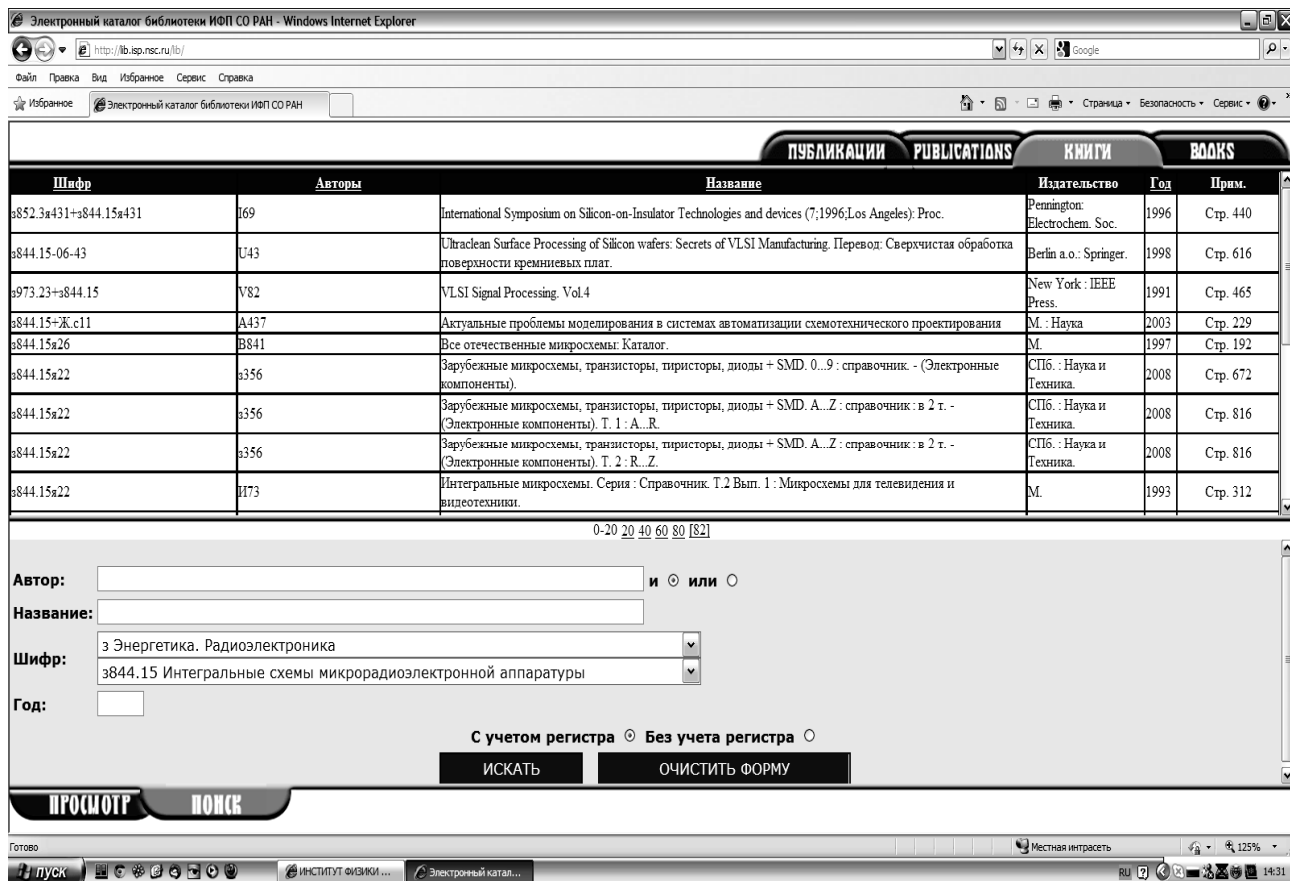 Электронный каталог библиотеки ИФП СО РАН - Windows Internet Explorer
http://lib.isp.nsc.ru/lib/
Google
Файл Правка Вид Избранное Сервис Справка
Избранное Электронный каталог библиотеки ИФП СО РАН Страница Безопасность Сервис
ПУБЛИКАЦИИ PUBLICATIONS КНИГИ BOOKS
Шифр Авторы Название Издательство Год Прим.
з852.3я431+з844.15я431 I69 International Symposium on Silicon-on-Insulator Technologies and devices (7;1996;Los Angeles): Proc. Pennington: Electrochem. Soc. 1996 Стр. 440
з844.15-06-43 U43 Ultraclean Surface Processing of Silicon wafers: Secrets of VLSI Manufacturing. Перевод: Сверхчистая обработка
поверхности кремниевых плат. Berlin a.o.: Springer. 1998 Стр. 616
з973.23+з844.15 V82 VLSI Signal Processing. Vol.4 New York : IEEE Press. 1991 Стр. 465
з844.15+Ж.с11 А437 Актуальные проблемы моделирования в системах автоматизации схемотехнического проектирования М. : Наука 2003 Стр. 229
з844.15я26 В841 Все отечественные микросхемы: Каталог. М. 1997 Стр. 192
з844.15я22 з356 Зарубежные микросхемы, транзисторы, тиристоры, диоды + SMD. 0...9 : справочник. - (Электронные
компоненты). СПб. : Наука и Техника. 2008 Стр. 672
з844.15я22 з356 Зарубежные микросхемы, транзисторы, тиристоры, диоды + SMD. A...Z : справочник : в 2 т. -
(Электронные компоненты). Т. 1 : A...R. СПб. : Наука и Техника. 2008 Стр. 816
з844.15я22 з356 Зарубежные микросхемы, транзисторы, тиристоры, диоды + SMD. A...Z : справочник : в 2 т. -
(Электронные компоненты). Т. 2 : R...Z. СПб. : Наука и Техника. 2008 Стр. 816
з844.15я22 И73 Интегральные микросхемы. Серия : Справочник. Т.2 Вып. 1 : Микросхемы для телевидения и
видеотехники. М. 1993 Стр. 312
0-20 20 40 60 80 [82]
Автор: и или
Название:
з Энергетика. Радиоэлектроника
Шифр:
з844.15 Интегральные схемы микрорадиоэлектронной аппаратуры
Год:
С учетом регистра Без учета регистра
ИСКАТЬ ОЧИСТИТЬ ФОРМУ
ПРОСМОТР ПОИСК
Готово Местная интрасеть 125%
пуск ИНСТИТУТ ФИЗИКИ ... Электронный катал... RU 14:31